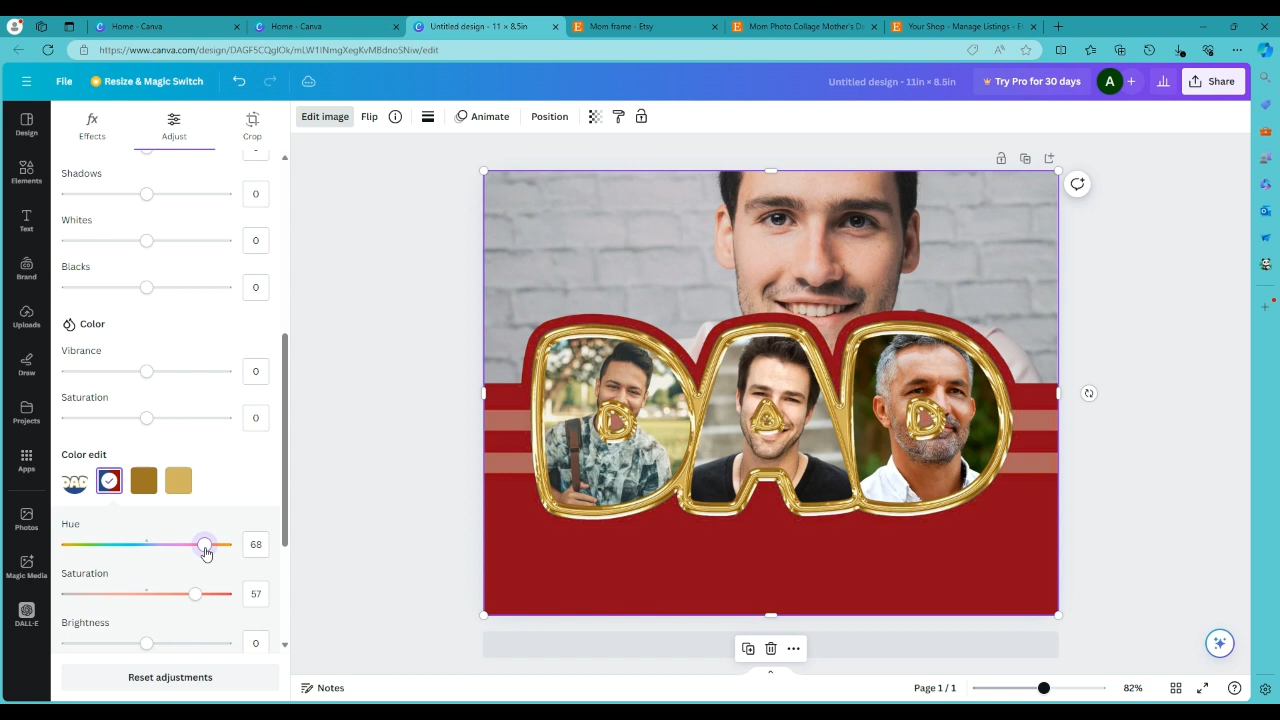 Home - Canva
Home - Canva
Untitled design - 11 × 8.5in
Mom frame - Etsy
Mom Photo Collage Mother's D
Your Shop - Manage Listings - E
https://www.canva.com/design/DAGF5CQgIOk/mLW1INmgXegKvMBdnoSNiw/edit
File
Resize & Magic Switch
Untitled design - 11in × 8.5in
Try Pro for 30 days
A
Share
Design
Elements
Text
Brand
Uploads
Draw
Projects
Apps
Photos
Magic Media
DALL·E
Effects
Adjust
Crop
Shadows
0
Whites
0
Blacks
0
Color
Vibrance
0
Saturation
0
Color edit
Hue
68
Saturation
57
Brightness
0
Reset adjustments
Edit image
Flip
Animate
Position
DAD
Notes
Page 1 / 1
82%